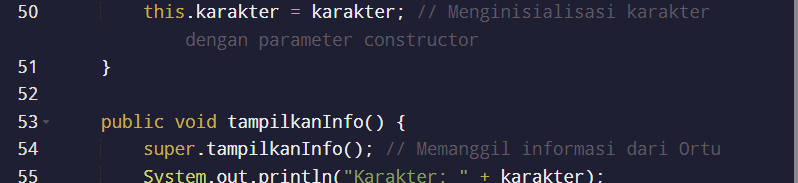 50 this.karakter = karakter; // Menginisialisasi karakter
dengan parameter constructor
51 }
52
53 public void tampilkanInfo() {
54 super.tampilkanInfo(); // Memanggil informasi dari Ortu
55 System.out.println("Karakter: " + karakter);